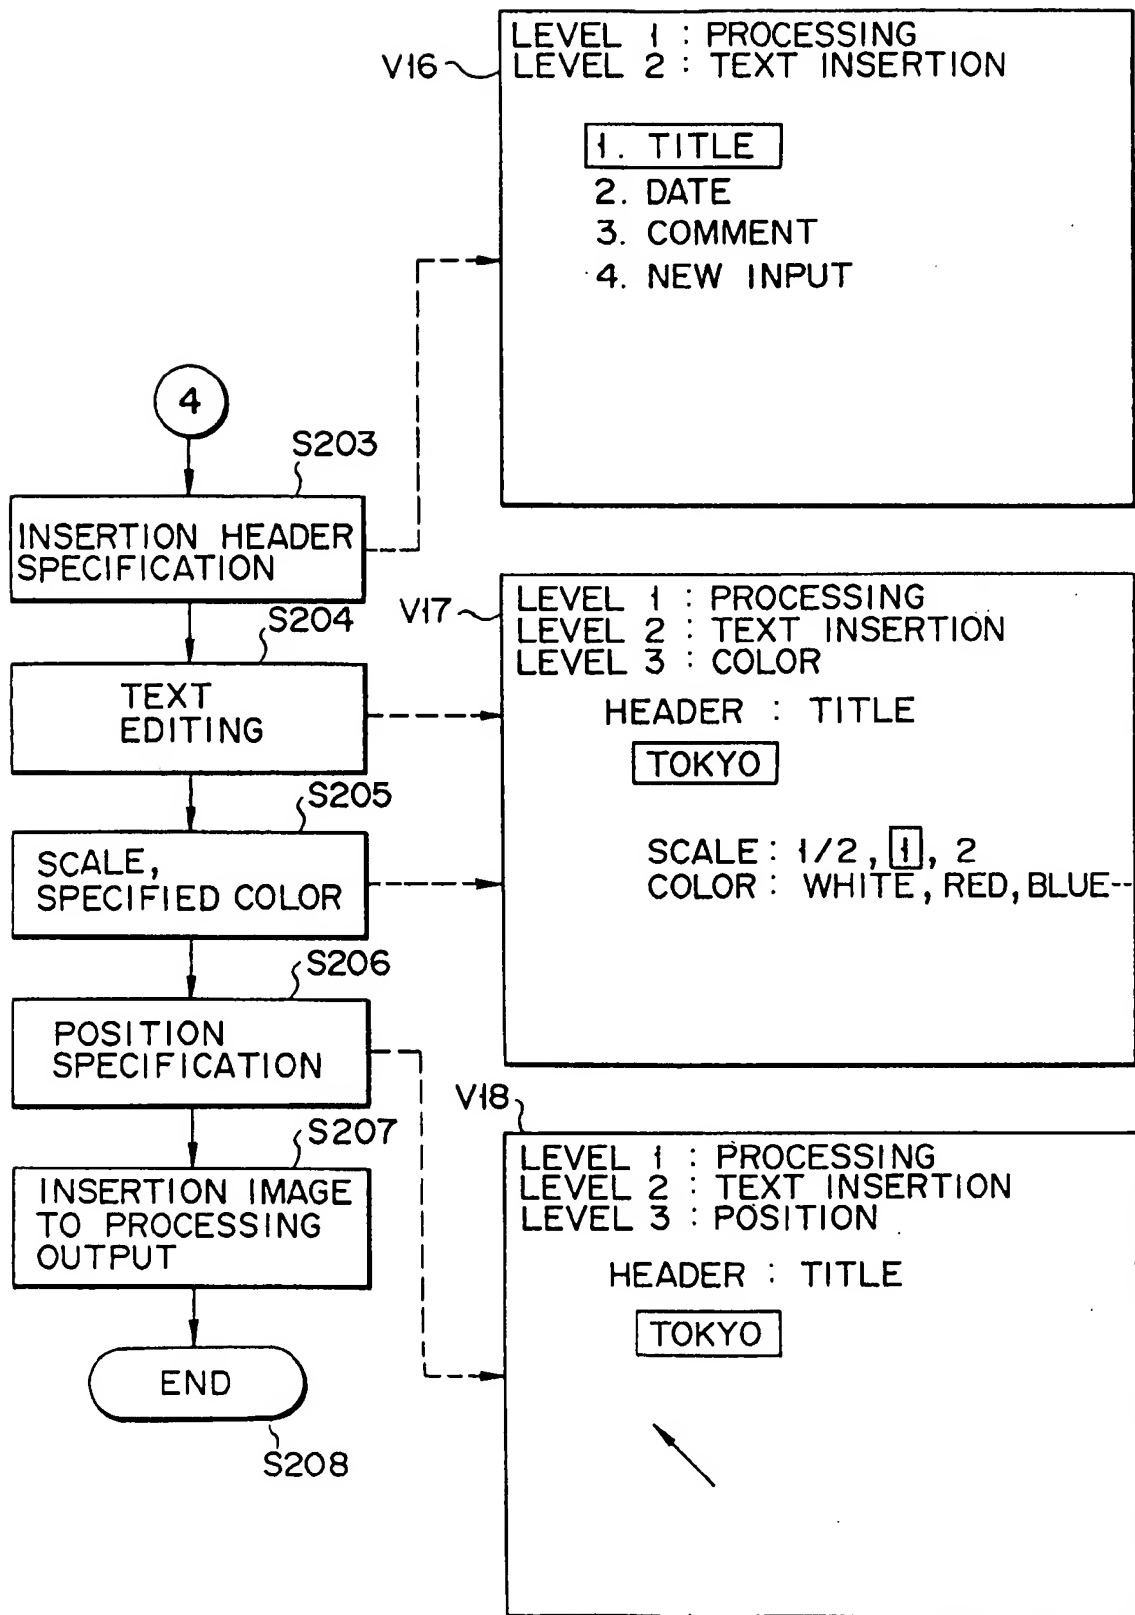 4
S203
INSERTION HEADER
SPECIFICATION
S204
TEXT
EDITING
S205
SCALE,
SPECIFIED COLOR
S206
POSITION
SPECIFICATION
S207
INSERTION IMAGE
TO PROCESSING
OUTPUT
END
S208
V16
LEVEL 1 : PROCESSING
LEVEL 2 : TEXT INSERTION
1. TITLE
2. DATE
3. COMMENT
4. NEW INPUT
V17
LEVEL 1 : PROCESSING
LEVEL 2 : TEXT INSERTION
LEVEL 3 : COLOR
HEADER : TITLE
TOKYO
SCALE : 1/2, 1, 2
COLOR : WHITE, RED, BLUE--
V18
LEVEL 1 : PROCESSING
LEVEL 2 : TEXT INSERTION
LEVEL 3 : POSITION
HEADER : TITLE
TOKYO